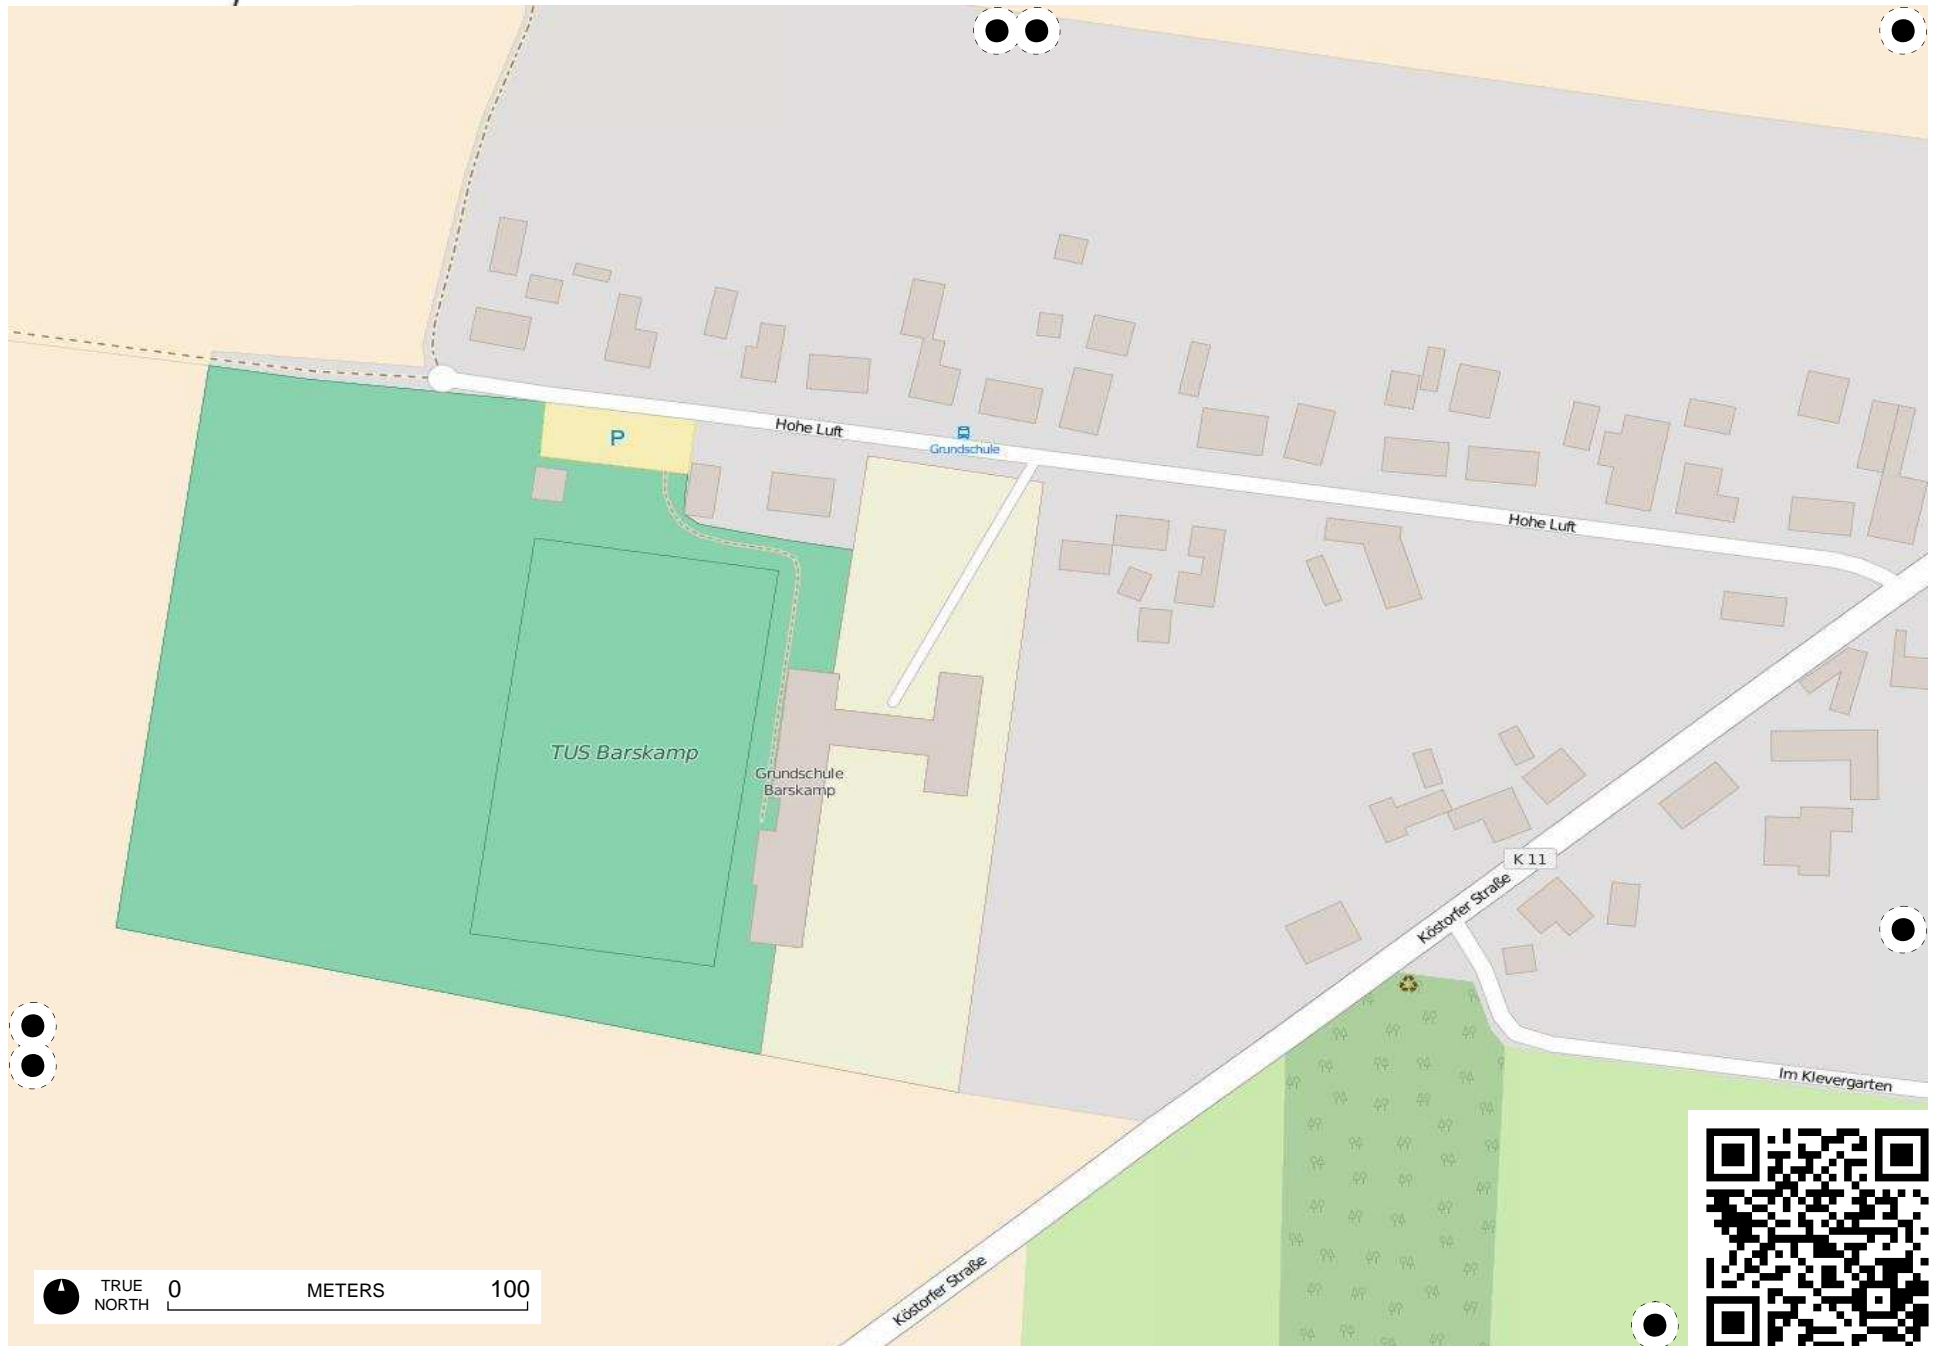 Hohe Luft
P
Grundschule
Hohe Luft
TUS Barskamp
Grundschule
Barskamp
K 11
Köstorfer Straße
Im Klevergarten
Köstorfer Straße
TRUE
NORTH
0 METERS 100